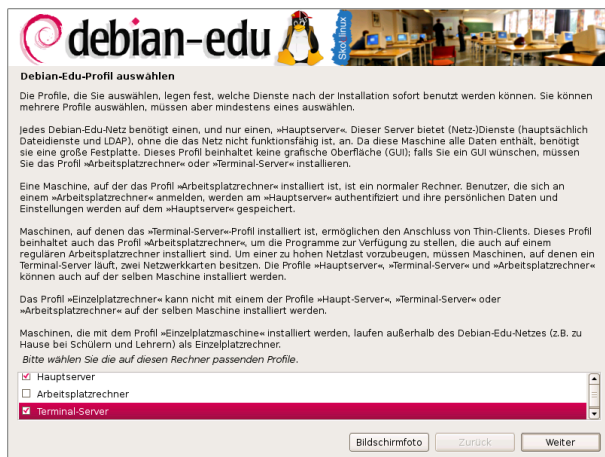 debian-edu
Skol linux
Debian-Edu-Profil auswählen
Die Profile, die Sie auswählen, legen fest, welche Dienste nach der Installation sofort benutzt werden können. Sie können
mehrere Profile auswählen, müssen aber mindestens eines auswählen.
Jedes Debian-Edu-Netz benötigt einen, und nur einen, »Hauptserver«. Dieser Server bietet (Netz-)Dienste (hauptsächlich
Dateidienste und LDAP), ohne die das Netz nicht funktionsfähig ist, an. Da diese Maschine alle Daten enthält, benötigt
sie eine große Festplatte. Dieses Profil beinhaltet keine grafische Oberfläche (GUI); falls Sie ein GUI wünschen, müssen
Sie das Profil »Arbeitsplatzrechner« oder »Terminal-Server« installieren.
Eine Maschine, auf der das Profil »Arbeitsplatzrechner« installiert ist, ist ein normaler Rechner. Benutzer, die sich an
einem »Arbeitsplatzrechner« anmelden, werden am »Hauptserver« authentifiziert und ihre persönlichen Daten und
Einstellungen werden auf dem »Hauptserver« gespeichert.
Maschinen, auf denen das »Terminal-Server«-Profil installiert ist, ermöglichen den Anschluss von Thin-Clients. Dieses Profil
beinhaltet auch das Profil »Arbeitsplatzrechner«, um die Programme zur Verfügung zu stellen, die auch auf einem
regulären Arbeitsplatzrechner installiert sind. Um einer zu hohen Netzlast vorzubeugen, müssen Maschinen, auf denen ein
Terminal-Server läuft, zwei Netzwerkkarten besitzen. Die Profile »Hauptserver«, »Terminal-Server« und »Arbeitsplatzrechner«
können auch auf der selben Maschine installiert werden.
Das Profil »Einzelplatzrechner« kann nicht mit einem der Profile »Haupt-Server«, »Terminal-Server« oder
»Arbeitsplatzrechner« auf der selben Maschine installiert werden.
Maschinen, die mit dem Profil »Einzelplatzmaschine« installiert werden, laufen außerhalb des Debian-Edu-Netzes (z.B. zu
Hause bei Schülern und Lehrern) als Einzelplatzrechner.
Bitte wählen Sie die auf diesen Rechner passenden Profile.
Hauptserver
Arbeitsplatzrechner
Terminal-Server
Bildschirmfoto Zurück Weiter